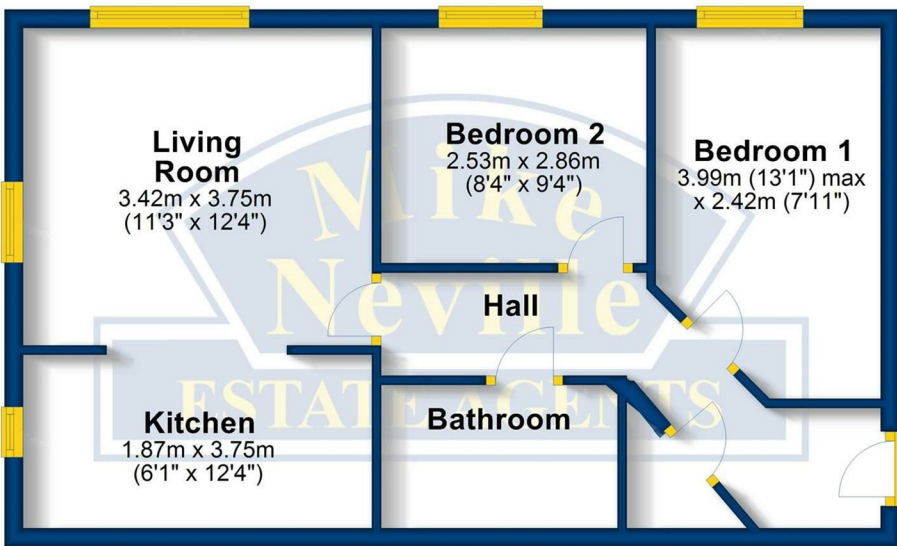 Living
Room
3.42m x 3.75m
(11'3" x 12'4")
Bedroom 2
2.53m x 2.86m
(8'4" x 9'4")
Bedroom 1
3.99m (13'1") max
x 2.42m (7'11")
Mike
Neville
ESTATE AGENTS
Hall
Kitchen
1.87m x 3.75m
(6'1" x 12'4")
Bathroom